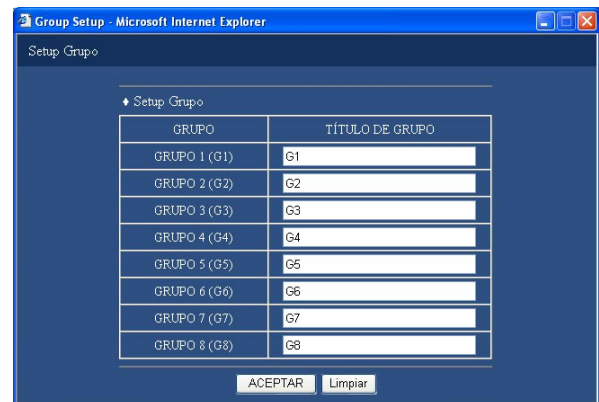 Group Setup - Microsoft Internet Explorer
Setup Grupo
♦ Setup Grupo
GRUPO TÍTULO DE GRUPO
GRUPO 1 (G1) G1
GRUPO 2 (G2) G2
GRUPO 3 (G3) G3
GRUPO 4 (G4) G4
GRUPO 5 (G5) G5
GRUPO 6 (G6) G6
GRUPO 7 (G7) G7
GRUPO 8 (G8) G8
ACEPTAR Limpiar